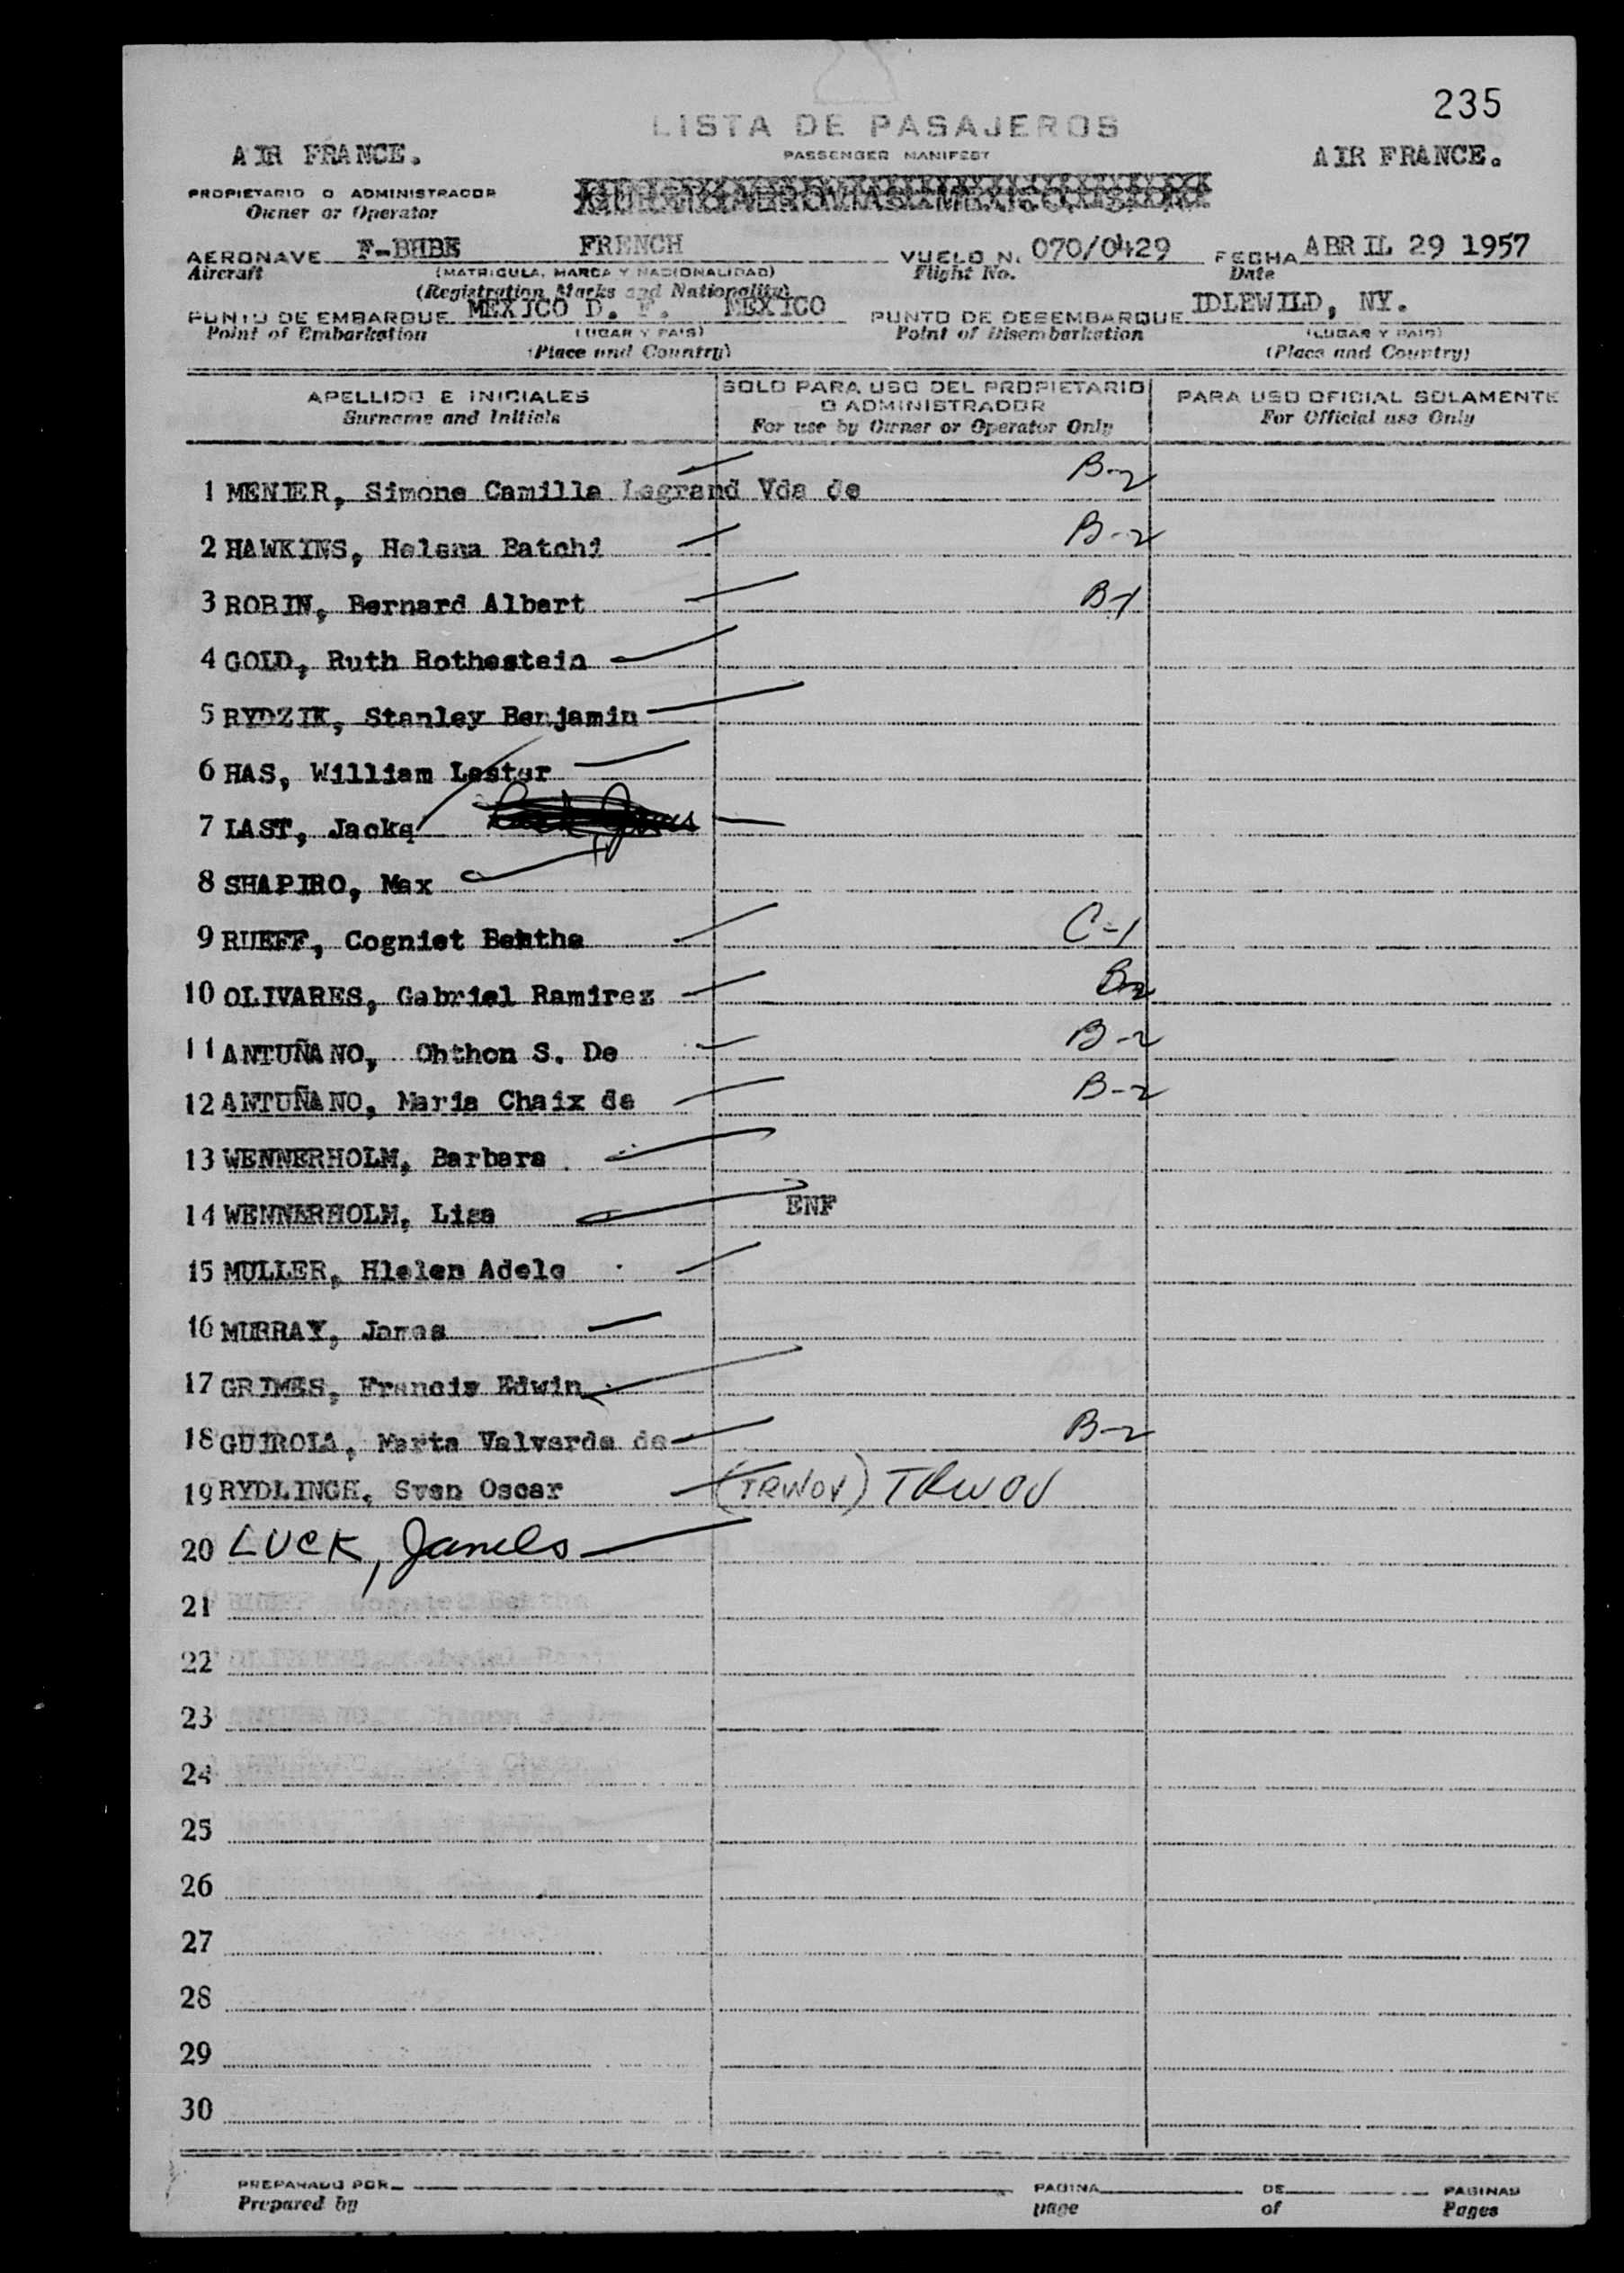 235
LISTA DE PASAJEROS
PASSENGER MANIFEST
AIR FRANCE.
AIR FRANCE.
PROPIETARIO O ADMINISTRADOR
Owner or Operator
AERONAVE F-BHBE FRENCH VUELO N. 070/0429 FECHA ABRIL 29 1957
Aircraft (MATRICULA, MARCA Y NACIONALIDAD) Flight No. Date
(Registration Marks and Nationality)
PUNTO DE EMBARQUE MEXICO D. F. MEXICO PUNTO DE DESEMBARQUE IDLEWILD, NY.
Point of Embarkation (LUGAR Y PAIS) Point of Disembarkation (LUGAR Y PAIS)
(Place and Country) (Place and Country)
APELLIDO E INICIALES
Surname and Initials
SOLO PARA USO DEL PROPIETARIO
O ADMINISTRADOR
For use by Owner or Operator Only
PARA USO OFICIAL SOLAMENTE
For Official use Only
1 MENIER, Simone Camille Legrand Vda de B-2
2 HAWKINS, Helena Batchi B-2
3 ROBIN, Bernard Albert B-1
4 GOLD, Ruth Rothestein
5 RYDZIK, Stanley Benjamin
6 HAS, William Lester
7 LAST, Jacke
8 SHAPIRO, Max
9 RUEFF, Cogniet Bertha C-1
10 OLIVARES, Gabriel Ramirez B-2
11 ANTUÑANO, Ohthon S. De B-2
12 ANTUÑANO, Maria Chaix de B-2
13 WENNERHOLM, Barbara
14 WENNERHOLM, Lisa ENF
15 MULLER, Hlelen Adele
16 MURRAY, James
17 GRIMES, Francis Edwin
18 GUIROLA, Marta Valverde de B-2
19 RYDLINGH, Sven Oscar (TRWOV) TRWOV
20 LUCK, James
21
22
23
24
25
26
27
28
29
30
PREPARADO POR PAGINA DE PAGINAS
Prepared by page of Pages